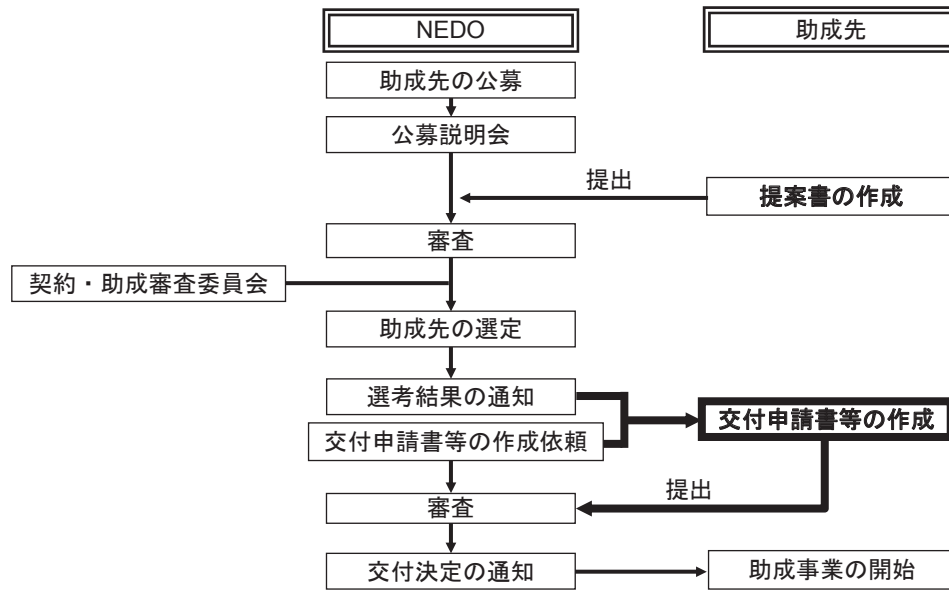 NEDO
助成先
助成先の公募
公募説明会
提出
提案書の作成
審査
契約・助成審査委員会
助成先の選定
選考結果の通知
交付申請書等の作成
交付申請書等の作成依頼
提出
審査
交付決定の通知
助成事業の開始